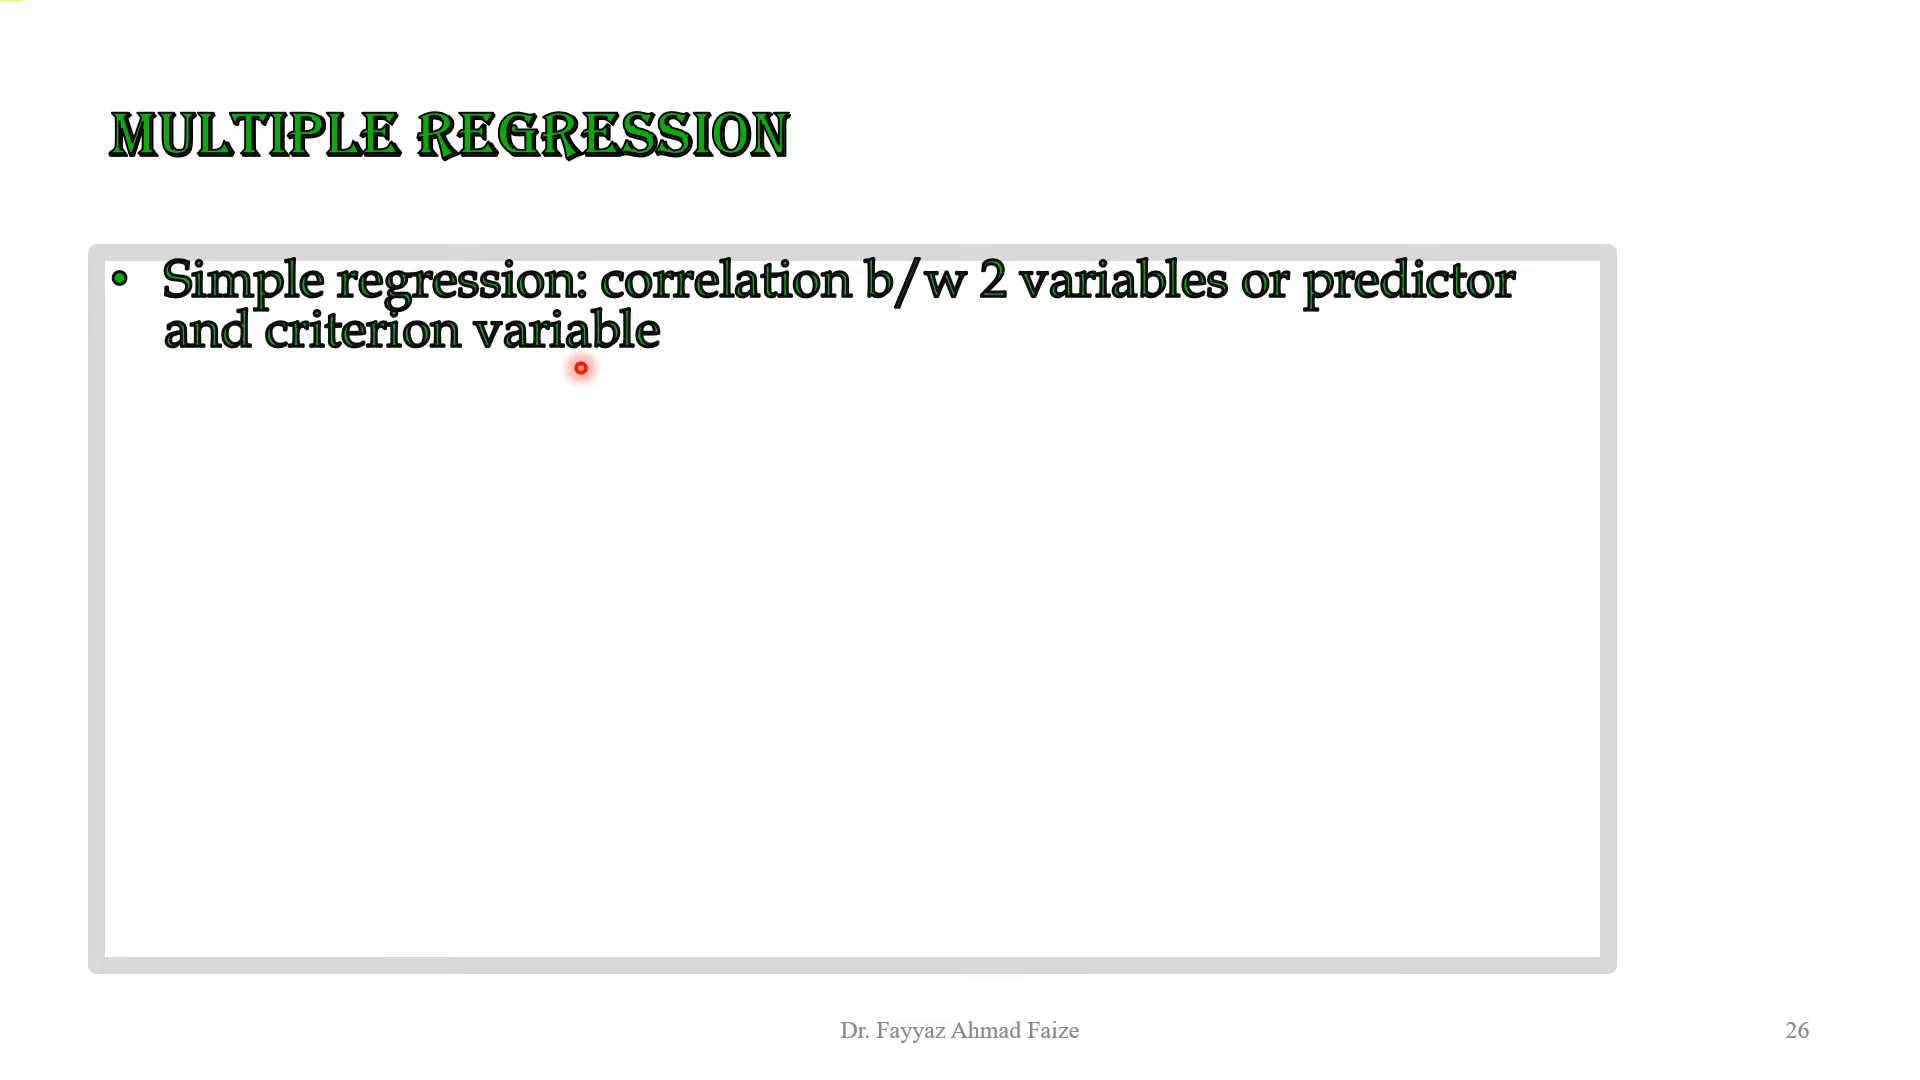 MULTIPLE REGRESSION
• Simple regression: correlation b/w 2 variables or predictor
and criterion variable
Dr. Fayyaz Ahmad Faize
26